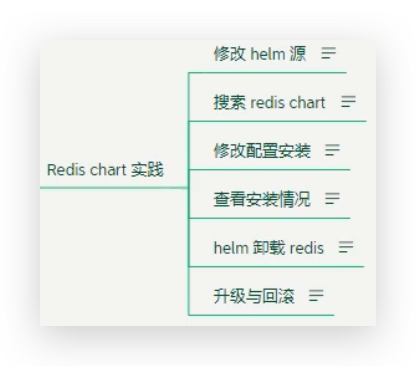 修改 helm 源
搜索 redis chart
修改配置安装
Redis chart 实践
查看安装情况
helm 卸载 redis
升级与回滚